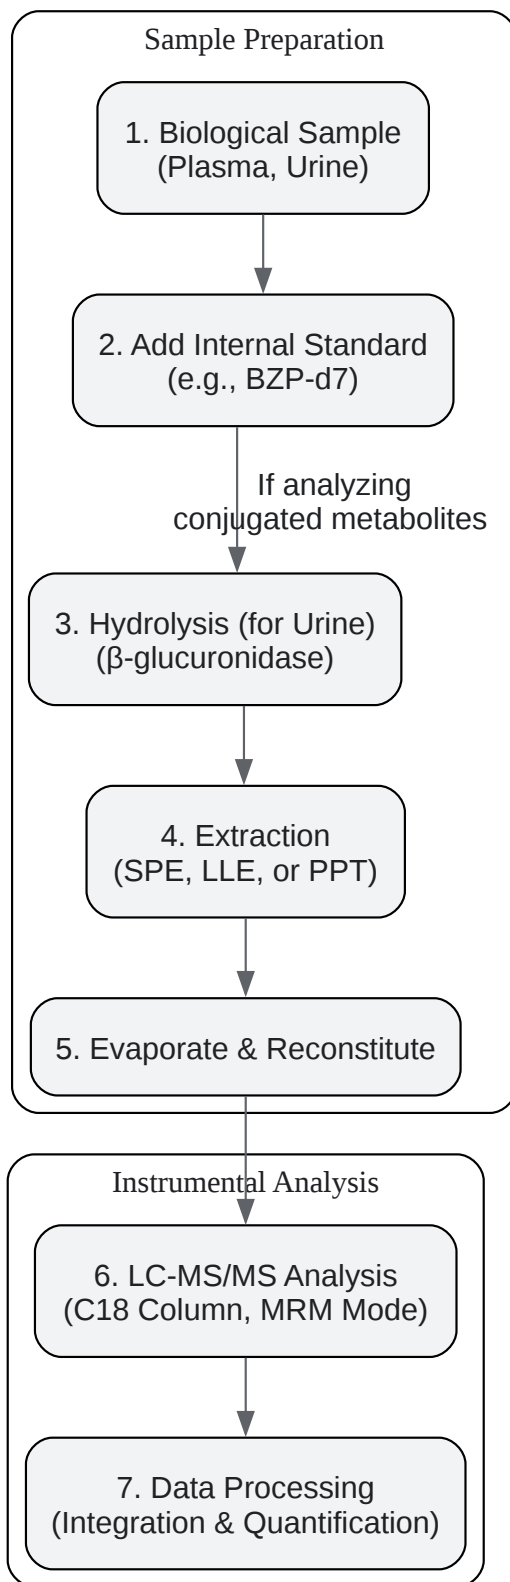 Sample Preparation
1. Biological Sample
(Plasma, Urine)
2. Add Internal Standard
(e.g., BZP-d7)
If analyzing
conjugated metabolites
3. Hydrolysis (for Urine)
(β-glucuronidase)
4. Extraction
(SPE, LLE, or PPT)
5. Evaporate & Reconstitute
Instrumental Analysis
6. LC-MS/MS Analysis
(C18 Column, MRM Mode)
7. Data Processing
(Integration & Quantification)